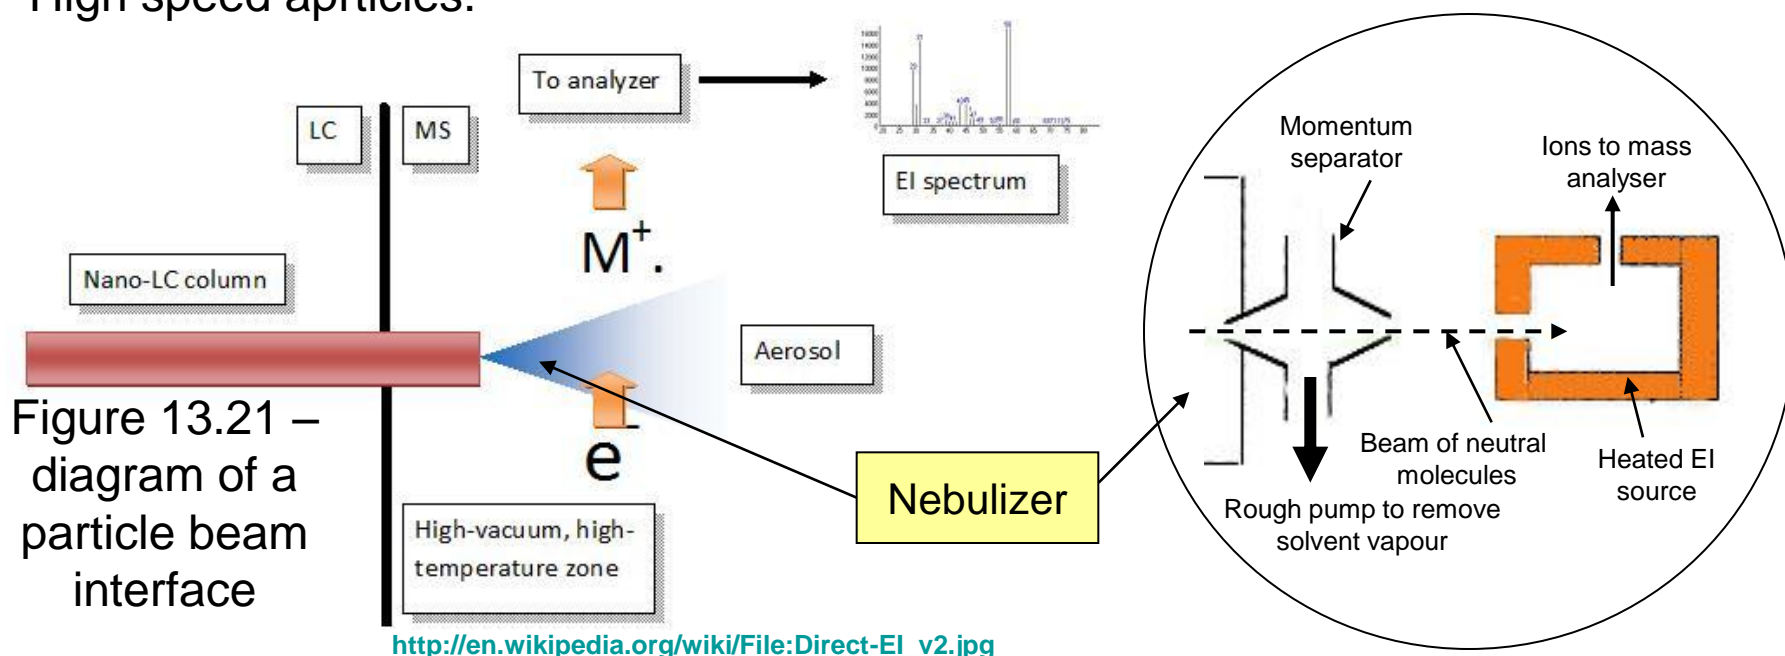 High speed aprticles.
To analyzer
LC
MS
EI spectrum
M+.
Nano-LC column
Aerosol
e-
High-vacuum, high-
temperature zone
Figure 13.21 –
diagram of a
particle beam
interface
Nebulizer
Momentum
separator
Ions to mass
analyser
Beam of neutral
molecules
Heated EI
source
Rough pump to remove
solvent vapour
http://en.wikipedia.org/wiki/File:Direct-EI_v2.jpg